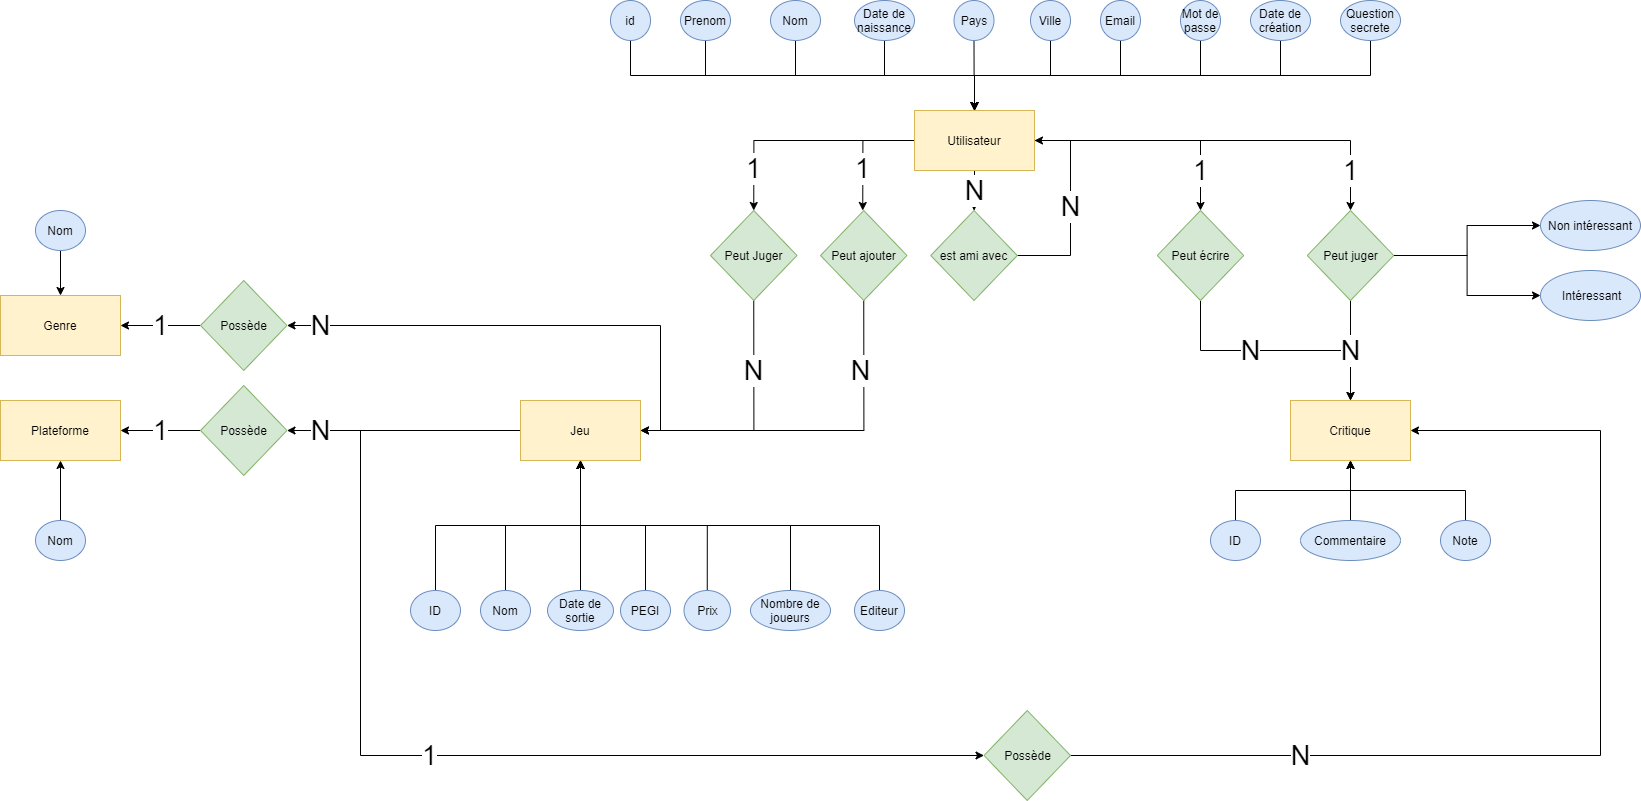 id
Prenom
Nom
Date de
naissance
Pays
Ville
Email
Mot de
passe
Date de
création
Question
secrete
Utilisateur
1
1
N
N
1
1
Nom
Peut Juger
Peut ajouter
est ami avec
Peut écrire
Peut juger
Non intéressant
Intéressant
Genre
1
Possède
N
N
N
N
N
Plateforme
1
Possède
N
Jeu
Critique
Nom
ID
Commentaire
Note
ID
Nom
Date de
sortie
PEGI
Prix
Nombre de
joueurs
Editeur
1
Possède
N